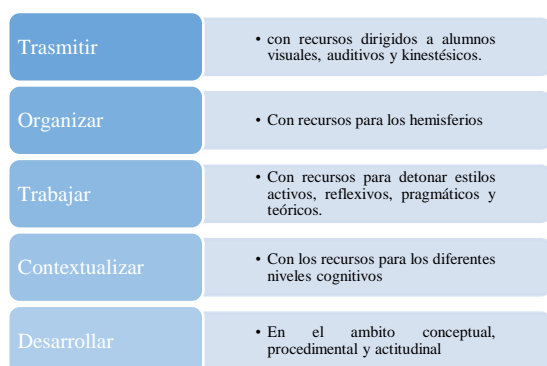 Trasmitir
• con recursos dirigidos a alumnos
visuales, auditivos y kinestésicos.
Organizar
• Con recursos para los hemisferios
Trabajar
• Con recursos para detonar estilos
activos, reflexivos, pragmáticos y
teóricos.
Contextualizar
• Con los recursos para los diferentes
niveles cognitivos
Desarrollar
• En el ambito conceptual,
procedimental y actitudinal